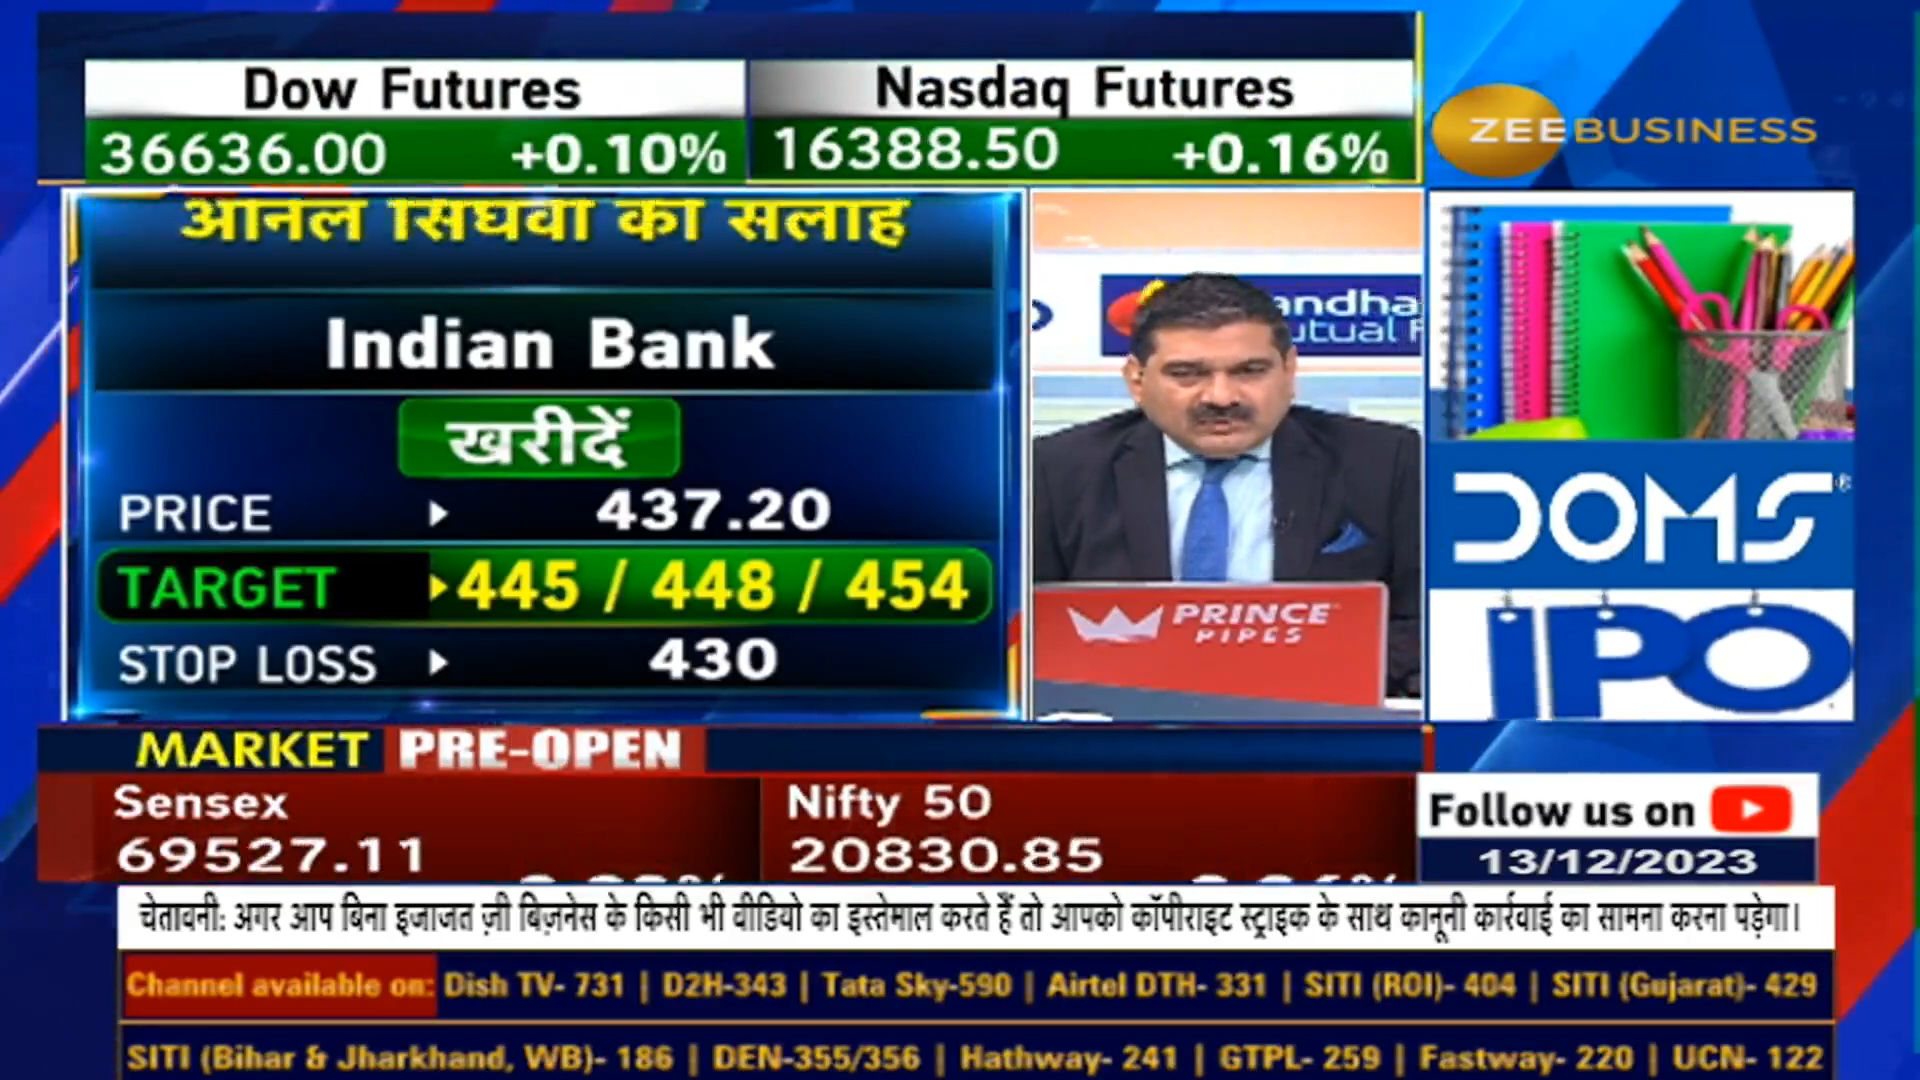 Dow Futures
36636.00 +0.10%
Nasdaq Futures
16388.50 +0.16%
ZEEBUSINESS
अनिल सिंघवी की सलाह
Indian Bank
खरीदें
PRICE 437.20
TARGET 445 / 448 / 454
STOP LOSS 430
andha
utual F
PRINCE
PIPES
DOMS
IPO
MARKET PRE-OPEN
Sensex
69527.11
Nifty 50
20830.85
Follow us on
13/12/2023
चेतावनी: अगर आप बिना इजाजत ज़ी बिज़नेस के किसी भी वीडियो का इस्तेमाल करते हैं तो आपको कॉपीराइट स्ट्राइक के साथ कानूनी कार्रवाई का सामना करना पड़ेगा।
Channel available on: Dish TV- 731 | D2H-343 | Tata Sky-590 | Airtel DTH- 331 | SITI (ROI)- 404 | SITI (Gujarat)- 429
SITI (Bihar & Jharkhand, WB)- 186 | DEN-355/356 | Hathway- 241 | GTPL- 259 | Fastway- 220 | UCN- 122